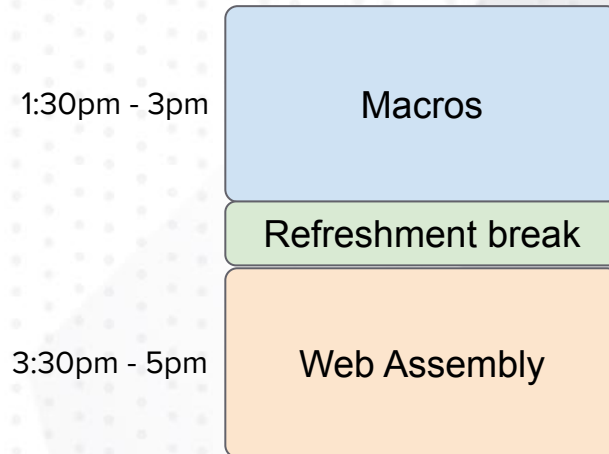 1:30pm - 3pm
Macros
Refreshment break
3:30pm - 5pm
Web Assembly